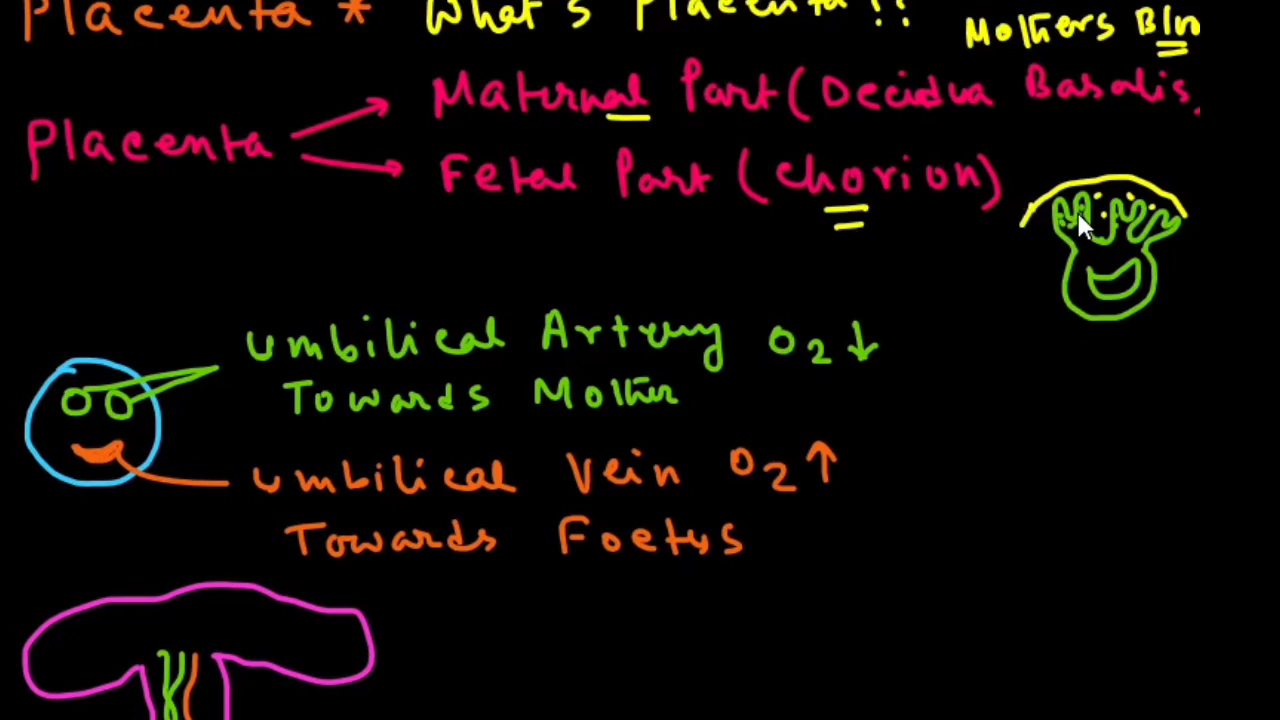 Placenta * What's Placenta??
Mothers
Placenta
Maternal Part (Decidua Basalis
Fetal Part (Chorion)
Umbilical Artery O2 ↓
Towards Mother
Umbilical Vein O2 ↑
Towards Foetus